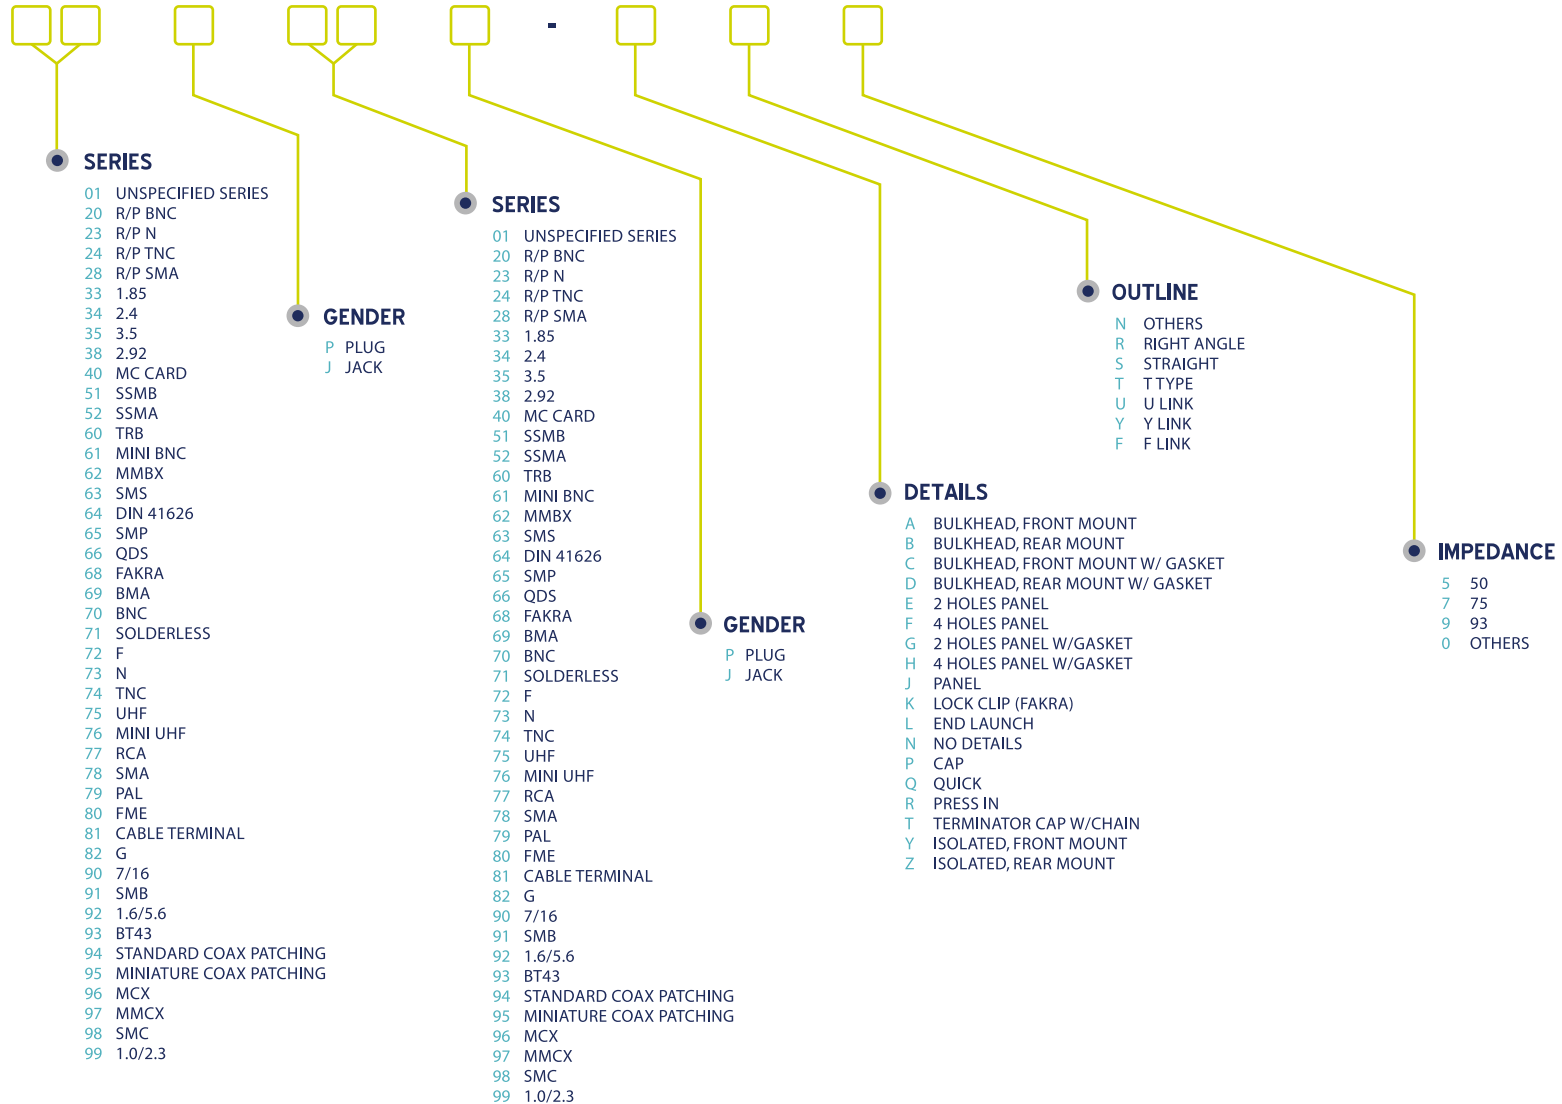 -
SERIES
01 UNSPECIFIED SERIES
20 R/P BNC
23 R/P N
24 R/P TNC
28 R/P SMA
33 1.85
34 2.4
35 3.5
38 2.92
40 MC CARD
51 SSMB
52 SSMA
60 TRB
61 MINI BNC
62 MMBX
63 SMS
64 DIN 41626
65 SMP
66 QDS
68 FAKRA
69 BMA
70 BNC
71 SOLDERLESS
72 F
73 N
74 TNC
75 UHF
76 MINI UHF
77 RCA
78 SMA
79 PAL
80 FME
81 CABLE TERMINAL
82 G
90 7/16
91 SMB
92 1.6/5.6
93 BT43
94 STANDARD COAX PATCHING
95 MINIATURE COAX PATCHING
96 MCX
97 MMCX
98 SMC
99 1.0/2.3
GENDER
P PLUG
J JACK
SERIES
01 UNSPECIFIED SERIES
20 R/P BNC
23 R/P N
24 R/P TNC
28 R/P SMA
33 1.85
34 2.4
35 3.5
38 2.92
40 MC CARD
51 SSMB
52 SSMA
60 TRB
61 MINI BNC
62 MMBX
63 SMS
64 DIN 41626
65 SMP
66 QDS
68 FAKRA
69 BMA
70 BNC
71 SOLDERLESS
72 F
73 N
74 TNC
75 UHF
76 MINI UHF
77 RCA
78 SMA
79 PAL
80 FME
81 CABLE TERMINAL
82 G
90 7/16
91 SMB
92 1.6/5.6
93 BT43
94 STANDARD COAX PATCHING
95 MINIATURE COAX PATCHING
96 MCX
97 MMCX
98 SMC
99 1.0/2.3
GENDER
P PLUG
J JACK
DETAILS
A BULKHEAD, FRONT MOUNT
B BULKHEAD, REAR MOUNT
C BULKHEAD, FRONT MOUNT W/ GASKET
D BULKHEAD, REAR MOUNT W/ GASKET
E 2 HOLES PANEL
F 4 HOLES PANEL
G 2 HOLES PANEL W/GASKET
H 4 HOLES PANEL W/GASKET
J PANEL
K LOCK CLIP (FAKRA)
L END LAUNCH
N NO DETAILS
P CAP
Q QUICK
R PRESS IN
T TERMINATOR CAP W/CHAIN
Y ISOLATED, FRONT MOUNT
Z ISOLATED, REAR MOUNT
OUTLINE
N OTHERS
R RIGHT ANGLE
S STRAIGHT
T T TYPE
U U LINK
Y Y LINK
F F LINK
IMPEDANCE
5 50
7 75
9 93
0 OTHERS